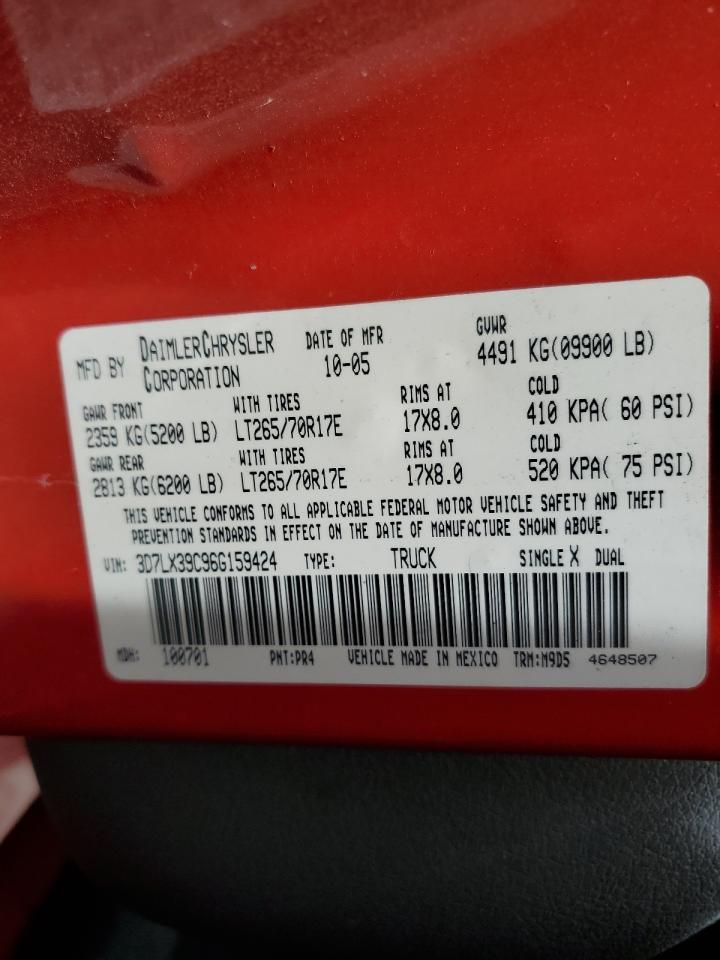 MFD BY DAIMLERCHRYSLER CORPORATION DATE OF MFR 10-05 GVWR 4491 KG(09900 LB)
GAWR FRONT WITH TIRES RIMS AT COLD
2359 KG(5200 LB) LT265/70R17E 17X8.0 410 KPA( 60 PSI)
GAWR REAR WITH TIRES RIMS AT COLD
2813 KG(6200 LB) LT265/70R17E 17X8.0 520 KPA( 75 PSI)
THIS VEHICLE CONFORMS TO ALL APPLICABLE FEDERAL MOTOR VEHICLE SAFETY AND THEFT
PREVENTION STANDARDS IN EFFECT ON THE DATE OF MANUFACTURE SHOWN ABOVE.
VIN: 3D7LX39C96G159424 TYPE: TRUCK SINGLE X DUAL
MDH: 100701 PNT:PR4 VEHICLE MADE IN MEXICO TRM:M9D5 4648507